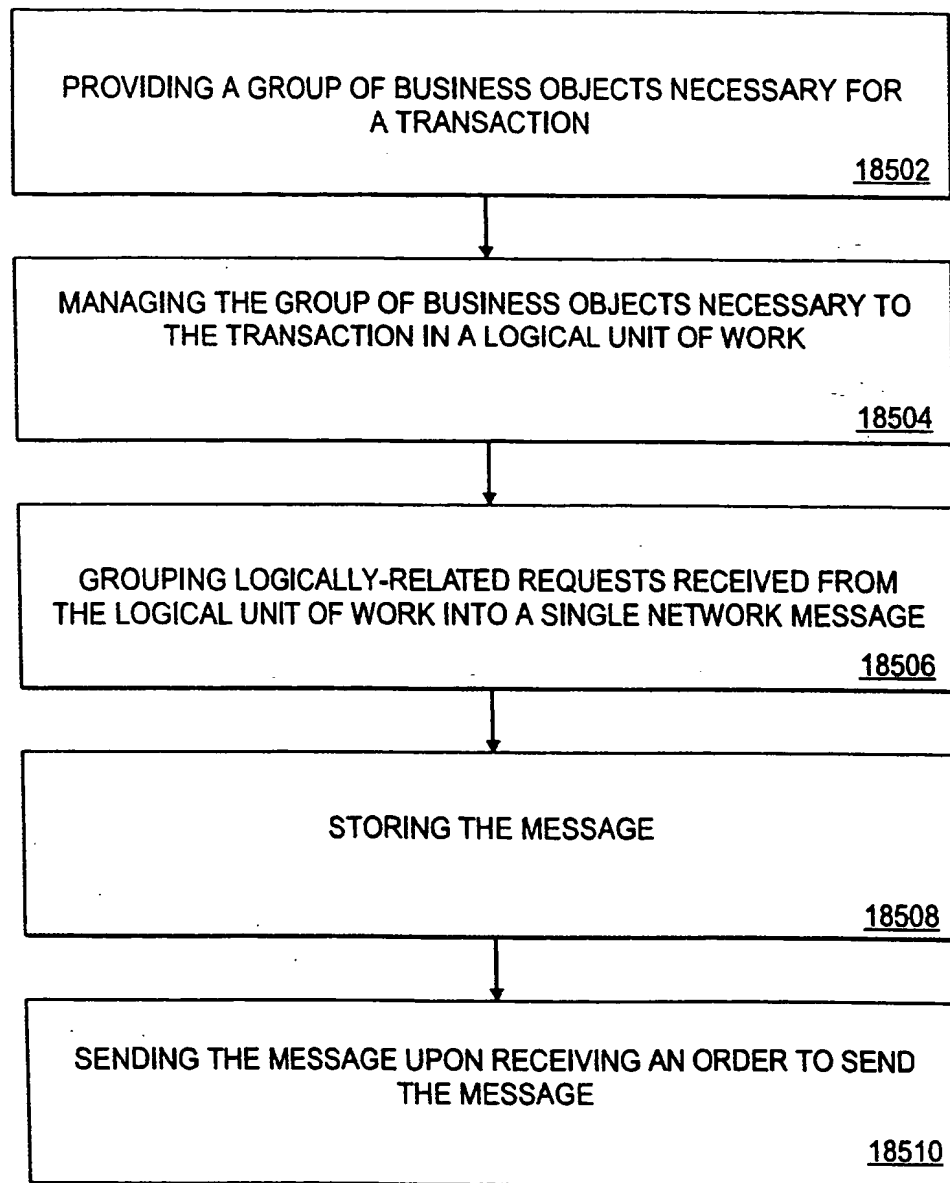 PROVIDING A GROUP OF BUSINESS OBJECTS NECESSARY FOR
A TRANSACTION
18502
MANAGING THE GROUP OF BUSINESS OBJECTS NECESSARY TO
THE TRANSACTION IN A LOGICAL UNIT OF WORK
18504
GROUPING LOGICALLY-RELATED REQUESTS RECEIVED FROM
THE LOGICAL UNIT OF WORK INTO A SINGLE NETWORK MESSAGE
18506
STORING THE MESSAGE
18508
SENDING THE MESSAGE UPON RECEIVING AN ORDER TO SEND
THE MESSAGE
18510